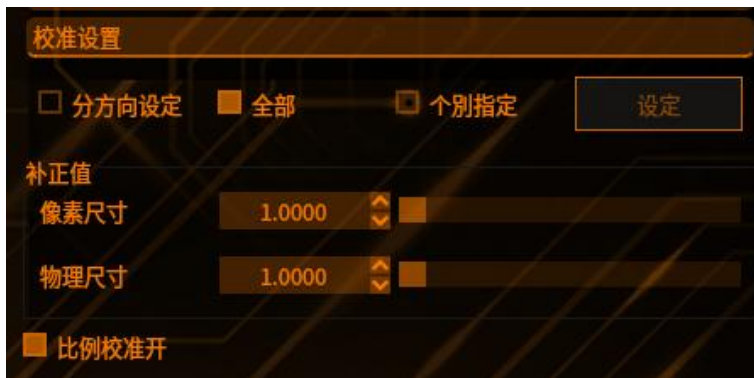 校准设置
分方向设定 全部 个別指定 设定
补正值
像素尺寸 1.0000
物理尺寸 1.0000
比例校准开